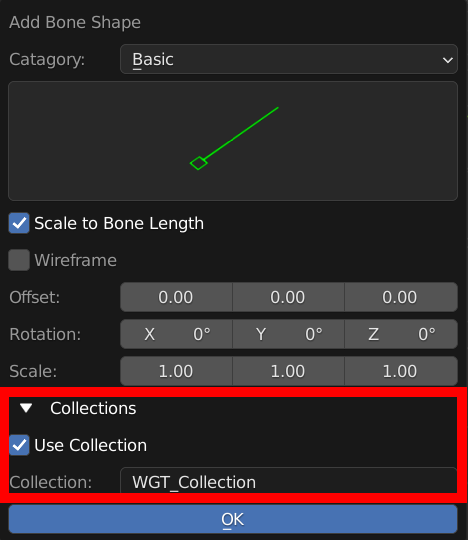 Add Bone Shape
Catagory: Basic
Scale to Bone Length
Wireframe
Offset: 0.00 0.00 0.00
Rotation: X 0° Y 0° Z 0°
Scale: 1.00 1.00 1.00
Collections
Use Collection
Collection: WGT_Collection
OK